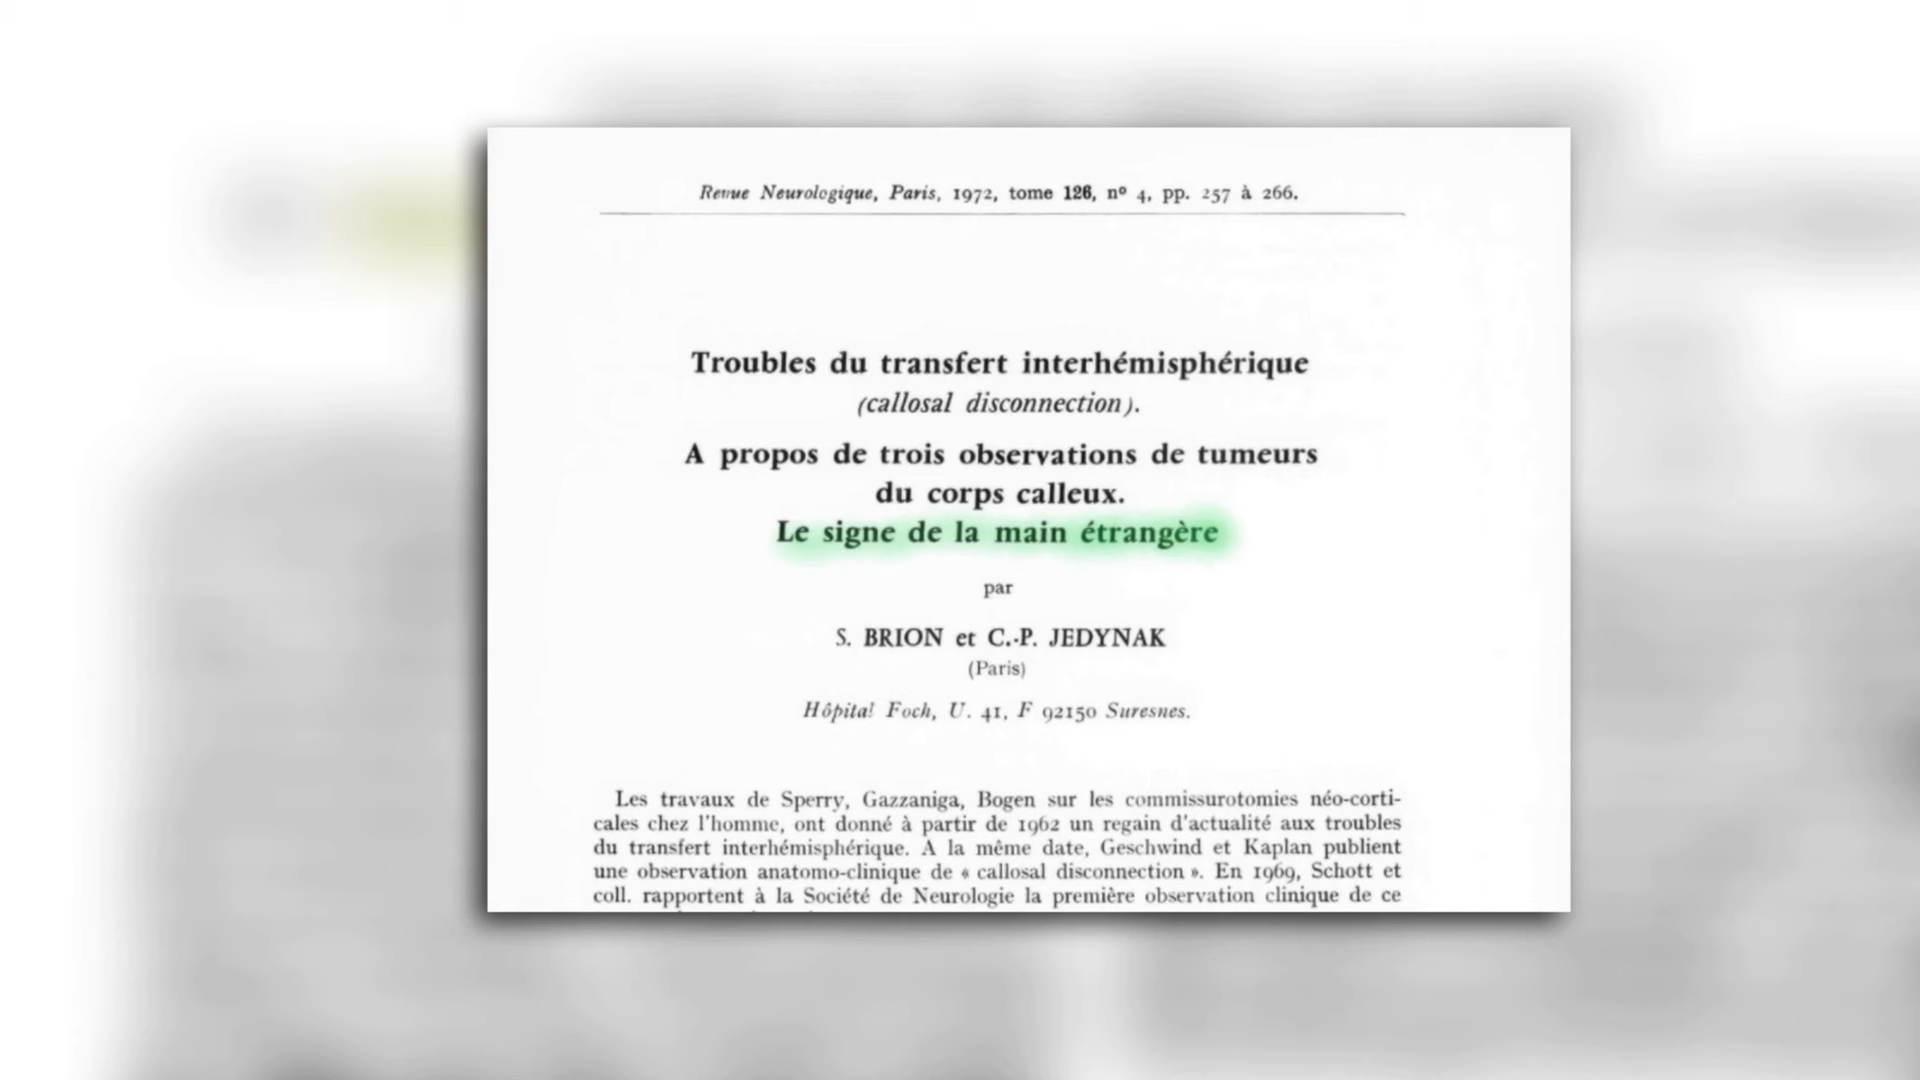 Revue Neurologique, Paris, 1972, tome 126, nº 4, pp. 257 à 266.
Troubles du transfert interhémisphérique
(callosal disconnection).
A propos de trois observations de tumeurs
du corps calleux.
Le signe de la main étrangère
par
S. BRION et C.-P. JEDYNAK
(Paris)
Hôpital Foch, U. 41, F 92150 Suresnes.
Les travaux de Sperry, Gazzaniga, Bogen sur les commissurotomies néo-corti-
cales chez l'homme, ont donné à partir de 1962 un regain d'actualité aux troubles
du transfert interhémisphérique. A la même date, Geschwind et Kaplan publient
une observation anatomo-clinique de « callosal disconnection ». En 1969, Schott et
coll. rapportent à la Société de Neurologie la première observation clinique de ce